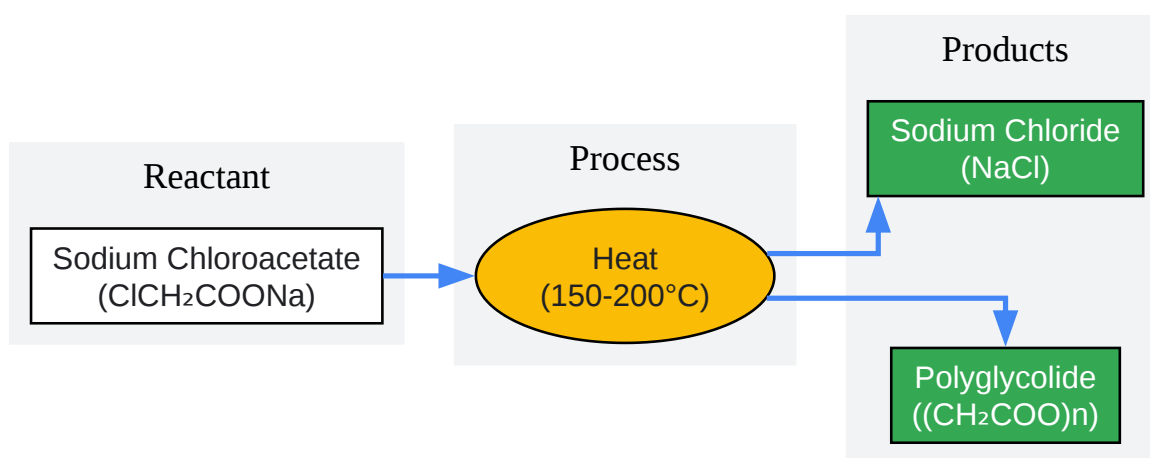 Reactant
Sodium Chloroacetate
(ClCH₂COONa)
Process
Heat
(150-200°C)
Products
Sodium Chloride
(NaCl)
Polyglycolide
((CH₂COO)n)